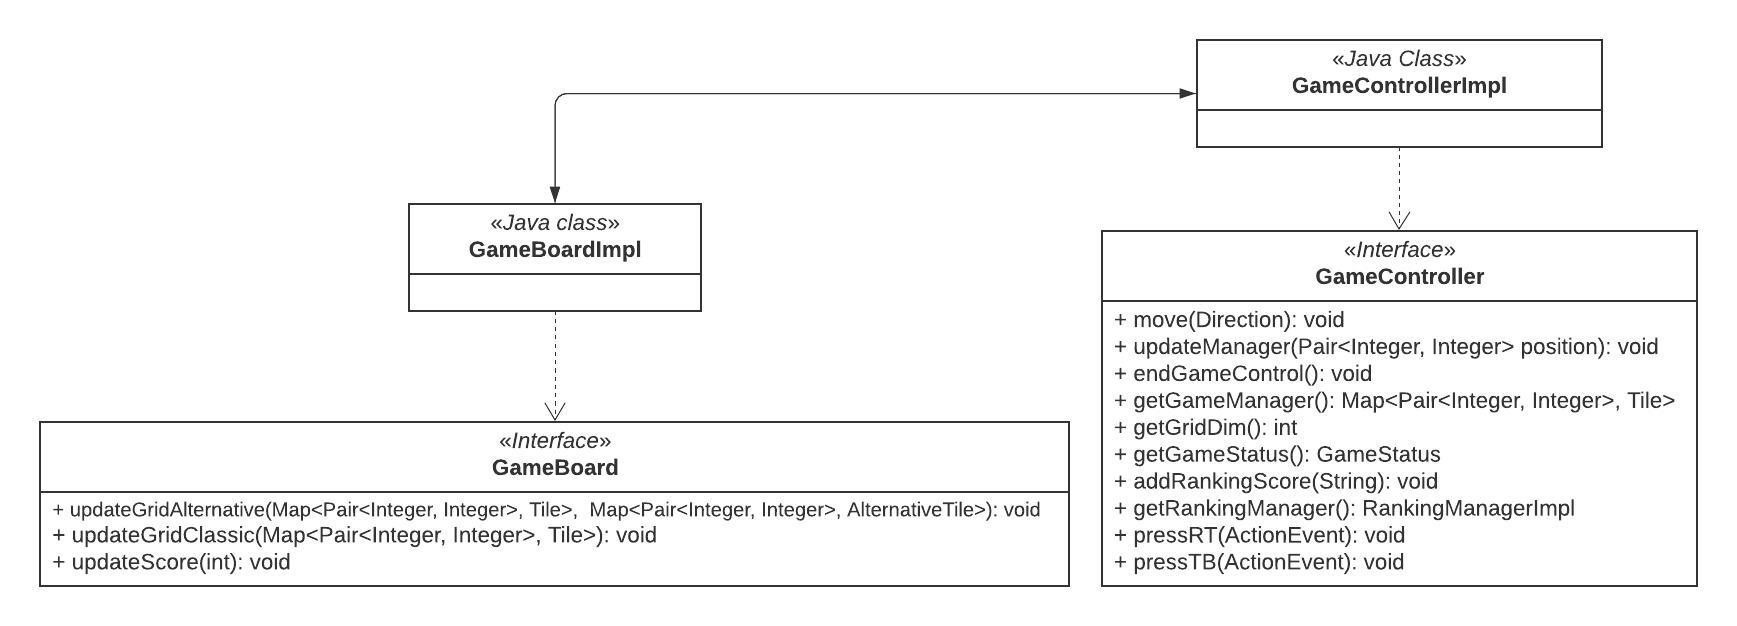 «Java Class»
GameControllerImpl
«Java class»
GameBoardImpl
«Interface»
GameController
+ move(Direction): void
+ updateManager(Pair<Integer, Integer> position): void
+ endGameControl(): void
+ getGameManager(): Map<Pair<Integer, Integer>, Tile>
+ getGridDim(): int
+ getGameStatus(): GameStatus
+ addRankingScore(String): void
+ getRankingManager(): RankingManagerImpl
+ pressRT(ActionEvent): void
+ pressTB(ActionEvent): void
«Interface»
GameBoard
+ updateGridAlternative(Map<Pair<Integer, Integer>, Tile>,  Map<Pair<Integer, Integer>, AlternativeTile>): void
+ updateGridClassic(Map<Pair<Integer, Integer>, Tile>): void
+ updateScore(int): void